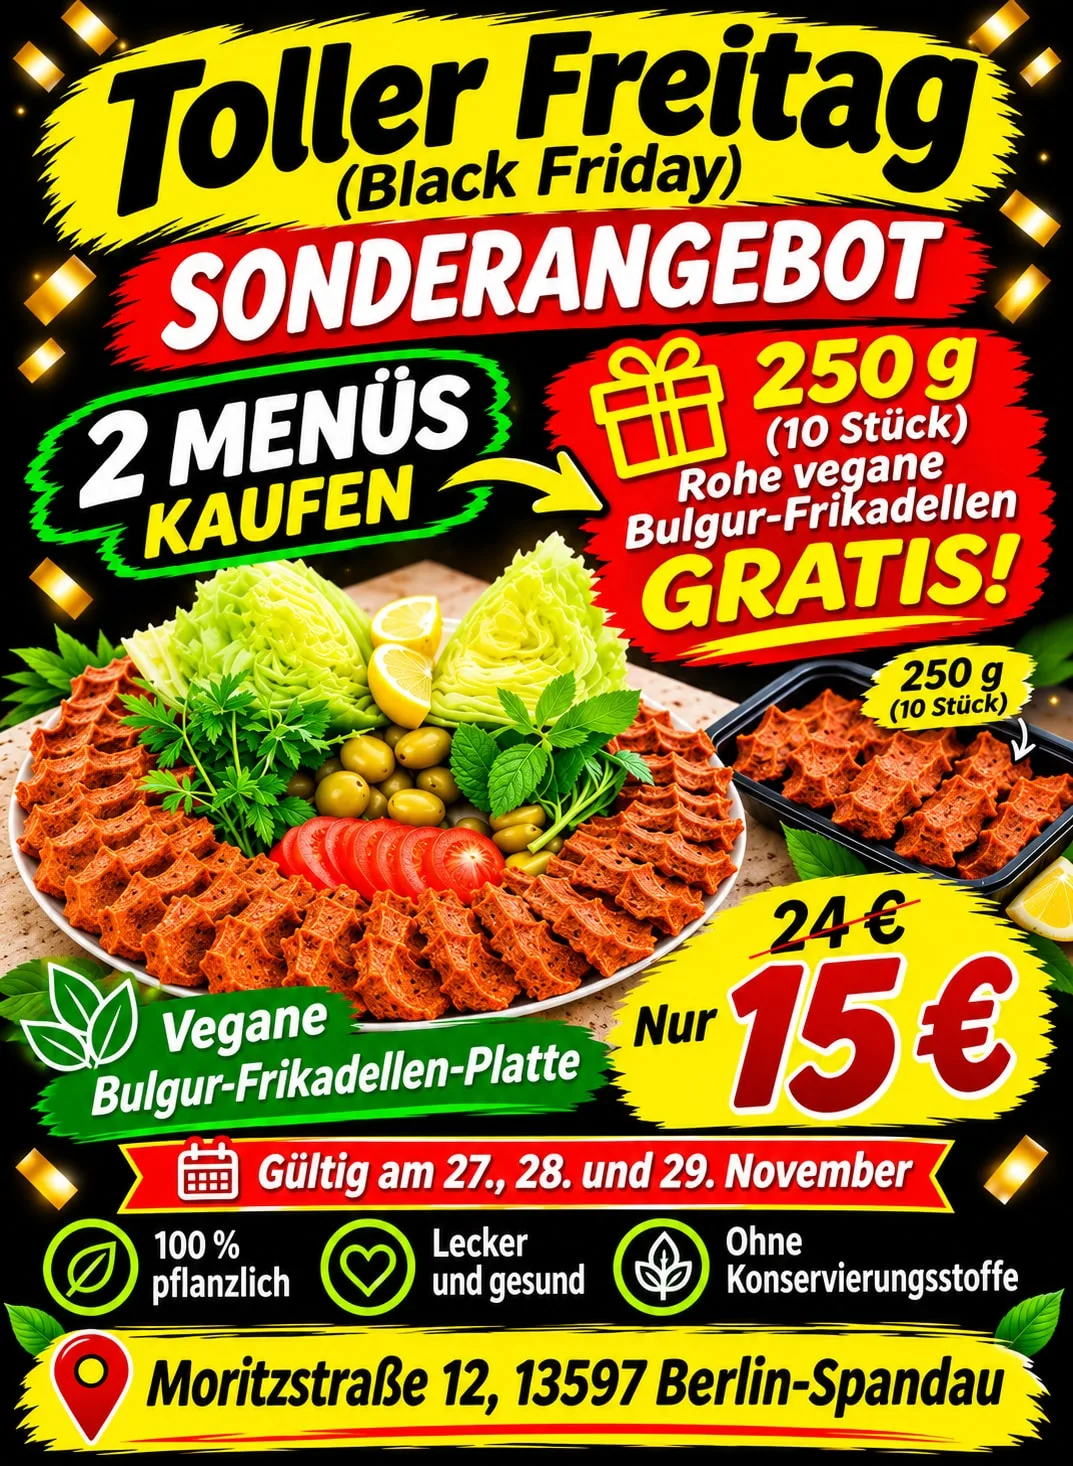 Toller Freitag
(Black Friday)
SONDERANGEBOT
2 MENÜS
KAUFEN
250 g
(10 Stück)
Rohe vegane
Bulgur-Frikadellen
GRATIS!
250 g
(10 Stück)
24 €
Nur 15 €
Vegane
Bulgur-Frikadellen-Platte
Gültig am 27., 28. und 29. November
100 %
pflanzlich
Lecker
und gesund
Ohne
Konservierungsstoffe
Moritzstraße 12, 13597 Berlin-Spandau